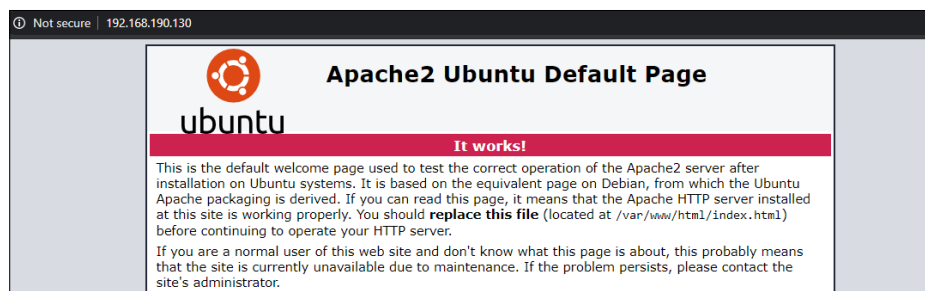 Not secure | 192.168.190.130
Apache2 Ubuntu Default Page
ubuntu
It works!
This is the default welcome page used to test the correct operation of the Apache2 server after
installation on Ubuntu systems. It is based on the equivalent page on Debian, from which the Ubuntu
Apache packaging is derived. If you can read this page, it means that the Apache HTTP server installed
at this site is working properly. You should replace this file (located at /var/www/html/index.html)
before continuing to operate your HTTP server.
If you are a normal user of this web site and don't know what this page is about, this probably means
that the site is currently unavailable due to maintenance. If the problem persists, please contact the
site's administrator.